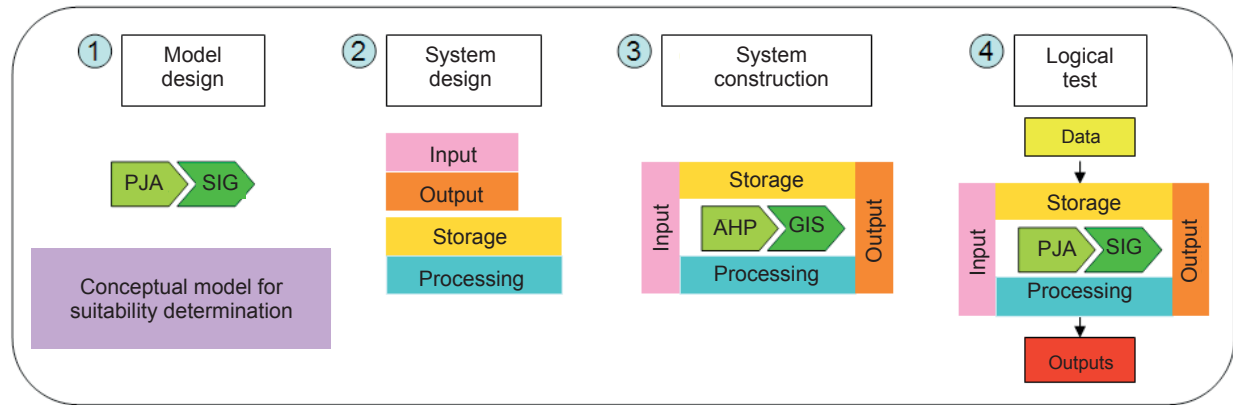 1
Model
design
PJA
SIG
Conceptual model for
suitability determination
2
System
design
Input
Output
Storage
Processing
3
System
construction
Input
Storage
AHP
GIS
Processing
Output
4
Logical
test
Data
Input
Storage
PJA
SIG
Processing
Output
Outputs